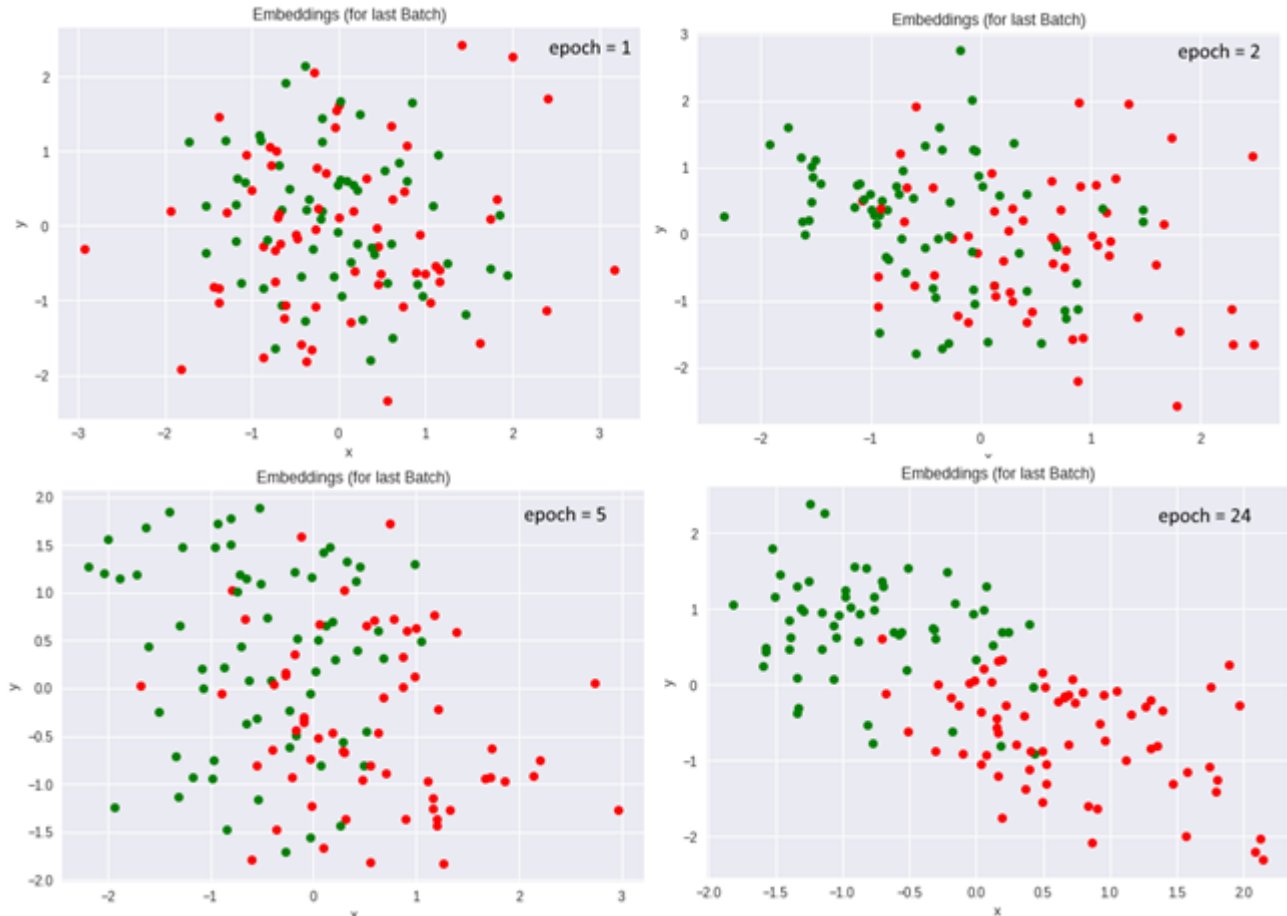 Embeddings (for last Batch)
epoch = 1
y
2
1
0
−1
−2
−3 −2 −1 0 1 2 3
x
Embeddings (for last Batch)
epoch = 2
y
3
2
1
0
−1
−2
−2 −1 0 1 2
Embeddings (for last Batch)
epoch = 5
y
2.0
1.5
1.0
0.5
0.0
−0.5
−1.0
−1.5
−2.0
−2 −1 0 1 2 3
Embeddings (for last Batch)
epoch = 24
y
2
1
0
−1
−2
−2.0 −1.5 −1.0 −0.5 0.0 0.5 1.0 1.5 2.0
x